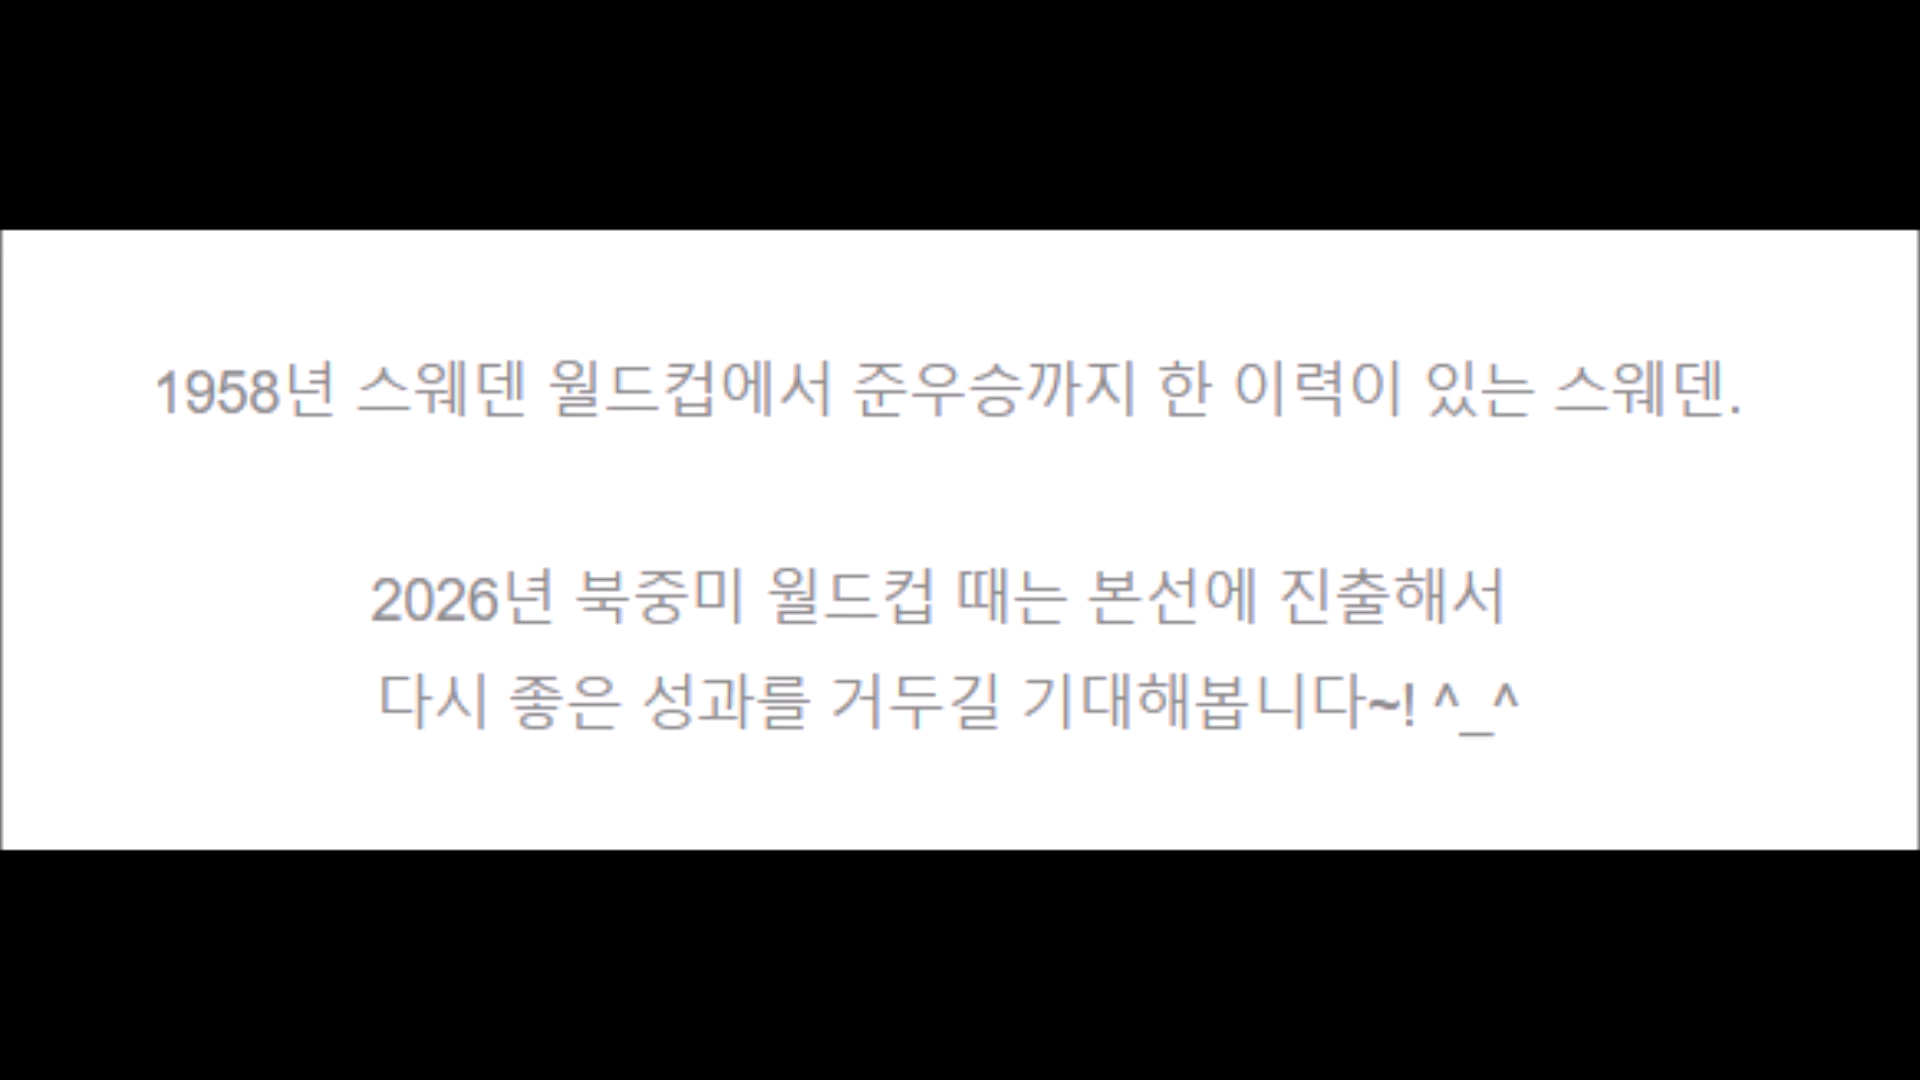 1958년 스웨덴 월드컵에서 준우승까지 한 이력이 있는 스웨덴.
2026년 북중미 월드컵 때는 본선에 진출해서
다시 좋은 성과를 거두길 기대해봅니다~! ^_^